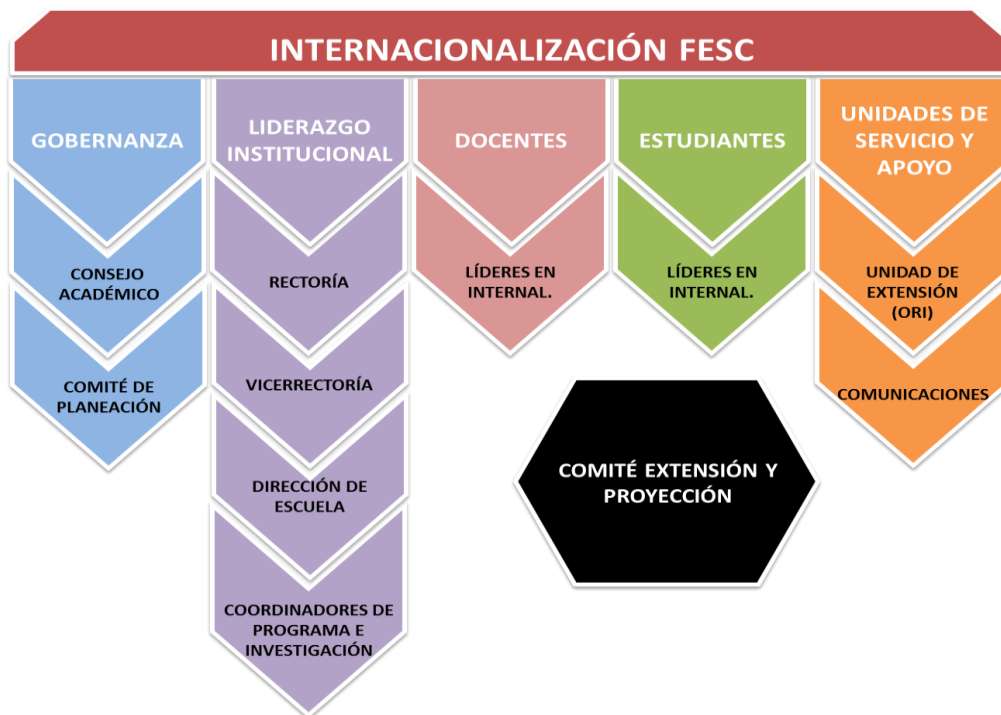 INTERNACIONALIZACIÓN FESC
GOBERNANZA
CONSEJO
ACADÉMICO
COMITÉ DE
PLANEACIÓN
LIDERAZGO
INSTITUCIONAL
RECTORÍA
VICERRECTORÍA
DIRECCIÓN DE
ESCUELA
COORDINADORES DE
PROGRAMA E
INVESTIGACIÓN
DOCENTES
LÍDERES EN
INTERNAL.
ESTUDIANTES
LÍDERES EN
INTERNAL.
UNIDADES DE
SERVICIO Y
APOYO
UNIDAD DE
EXTENSIÓN
(ORI)
COMUNICACIONES
COMITÉ EXTENSIÓN Y
PROYECCIÓN